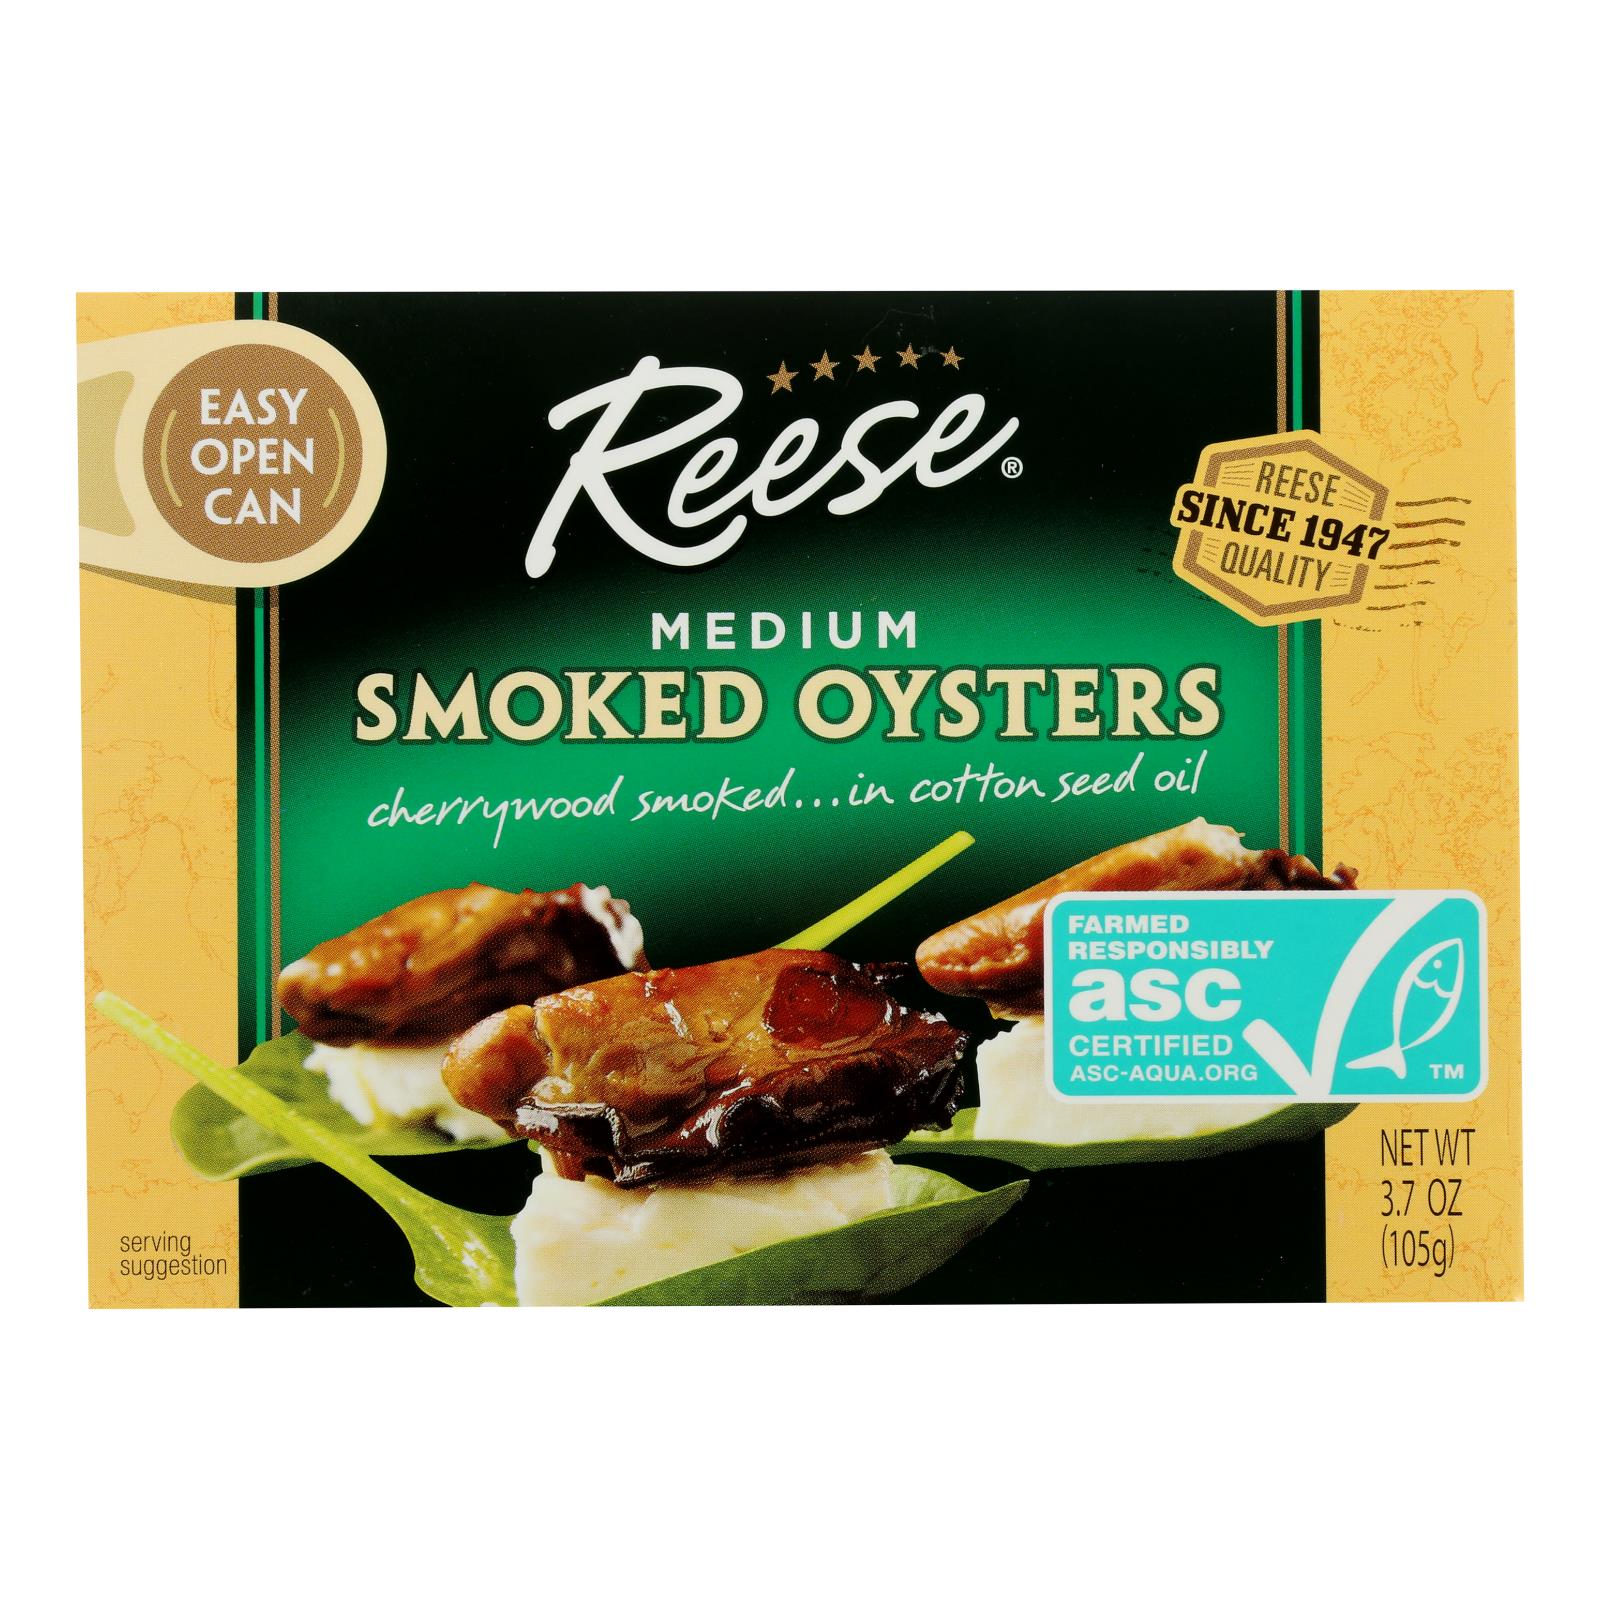 EASY
OPEN
CAN
Reese®
REESE
SINCE 1947
QUALITY
MEDIUM
SMOKED OYSTERS
cherrywood smoked...in cotton seed oil
FARMED
RESPONSIBLY
asc
CERTIFIED
ASC-AQUA.ORG
TM
NET WT
3.7 OZ
(105g)
serving
suggestion